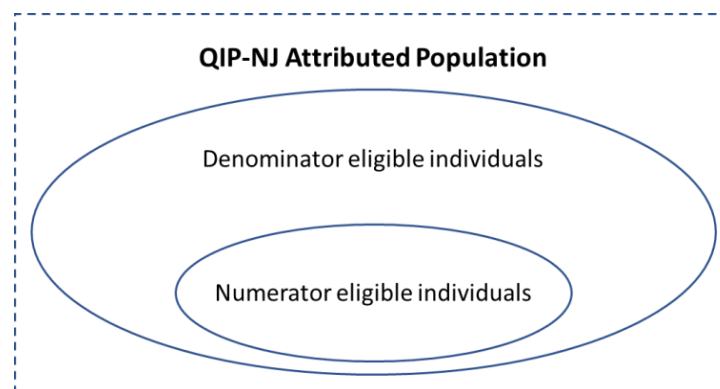 QIP-NJ Attributed Population
Denominator eligible individuals
Numerator eligible individuals